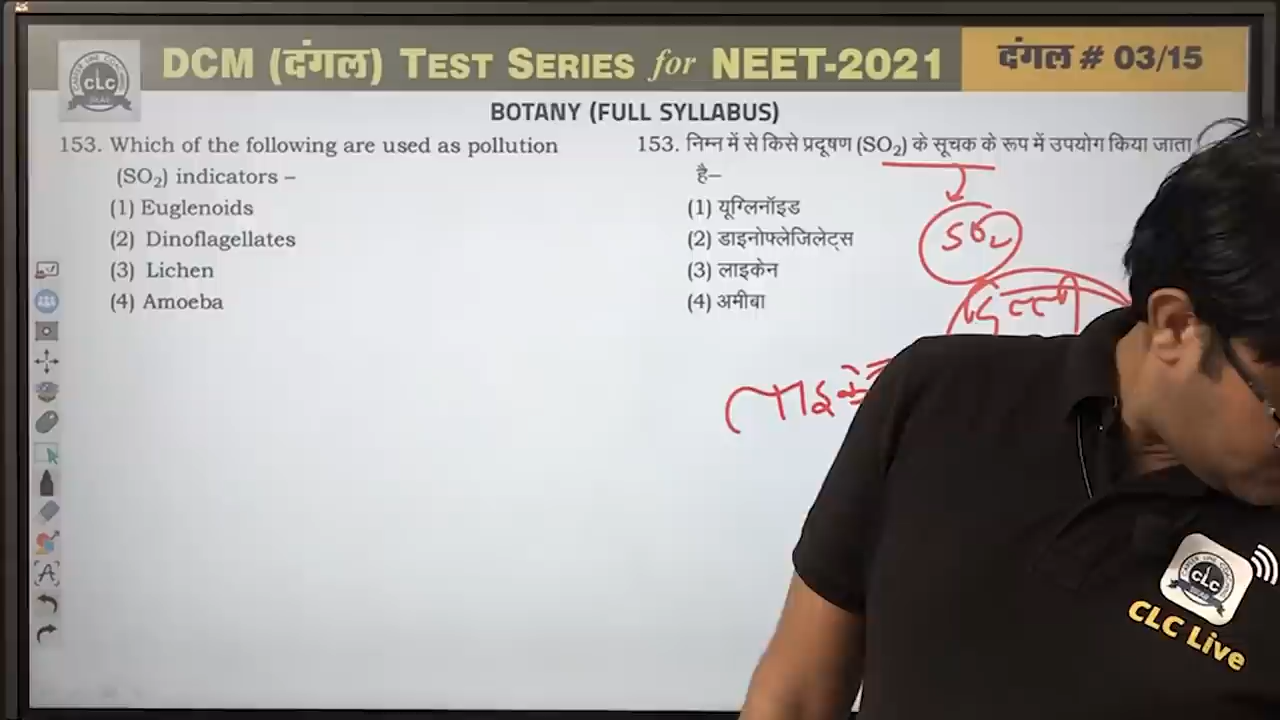 DCM (दंगल) TEST SERIES for NEET-2021
दंगल # 03/15
CLC
BOTANY (FULL SYLLABUS)
153. Which of the following are used as pollution
(SO₂) indicators –
(1) Euglenoids
(2) Dinoflagellates
(3) Lichen
(4) Amoeba
153. निम्न में से किसे प्रदूषण (SO₂) के सूचक के रूप में उपयोग किया जाता
है–
(1) यूग्लिनॉइड
(2) डाइनोफ्लेजिलेट्स
(3) लाइकेन
(4) अमीबा
SO₂
दिल्ली
CLC
CLC Live